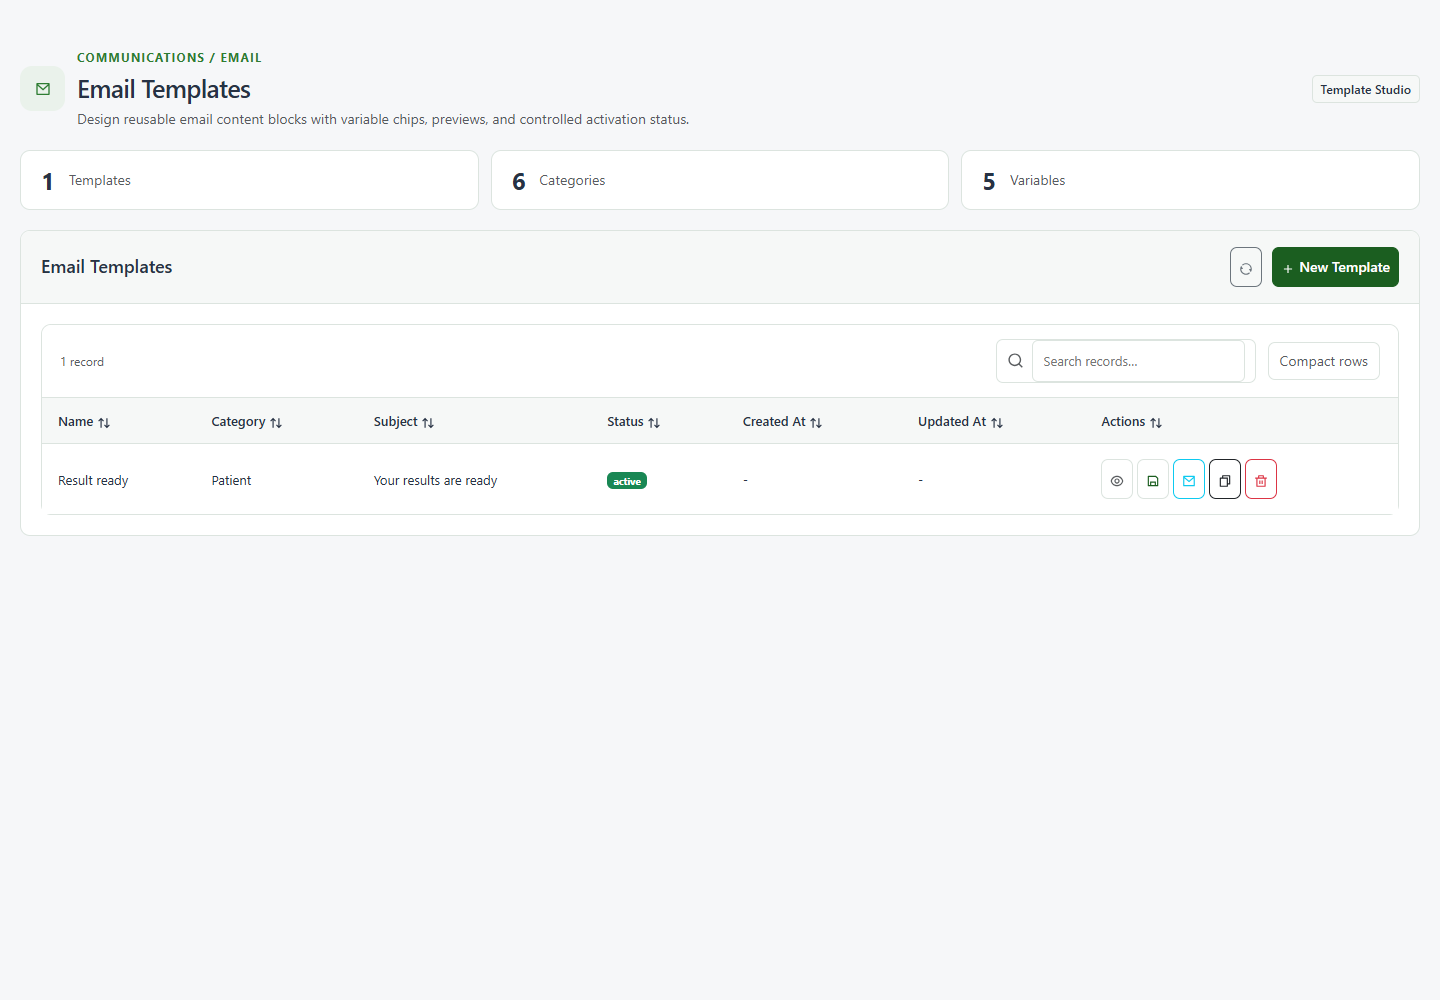 COMMUNICATIONS / EMAIL
Email Templates
Design reusable email content blocks with variable chips, previews, and controlled activation status.
Template Studio
1 Templates
6 Categories
5 Variables
Email Templates
+ New Template
1 record
Search records...
Compact rows
Name Category Subject Status Created At Updated At Actions
Result ready Patient Your results are ready active - -